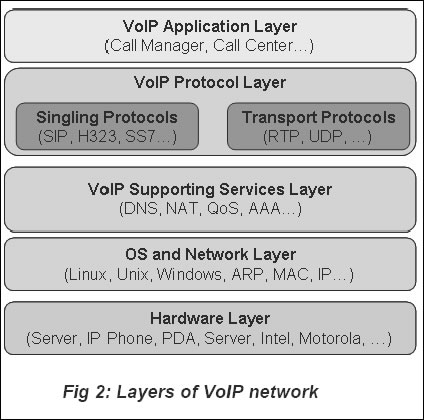 VoIP Application Layer
(Call Manager, Call Center…)
VoIP Protocol Layer
Singling Protocols
(SIP, H323, SS7…)
Transport Protocols
(RTP, UDP, …)
VoIP Supporting Services Layer
(DNS, NAT, QoS, AAA…)
OS and Network Layer
(Linux, Unix, Windows, ARP, MAC, IP…)
Hardware Layer
(Server, IP Phone, PDA, Server, Intel, Motorola, …)
Fig 2: Layers of VoIP network